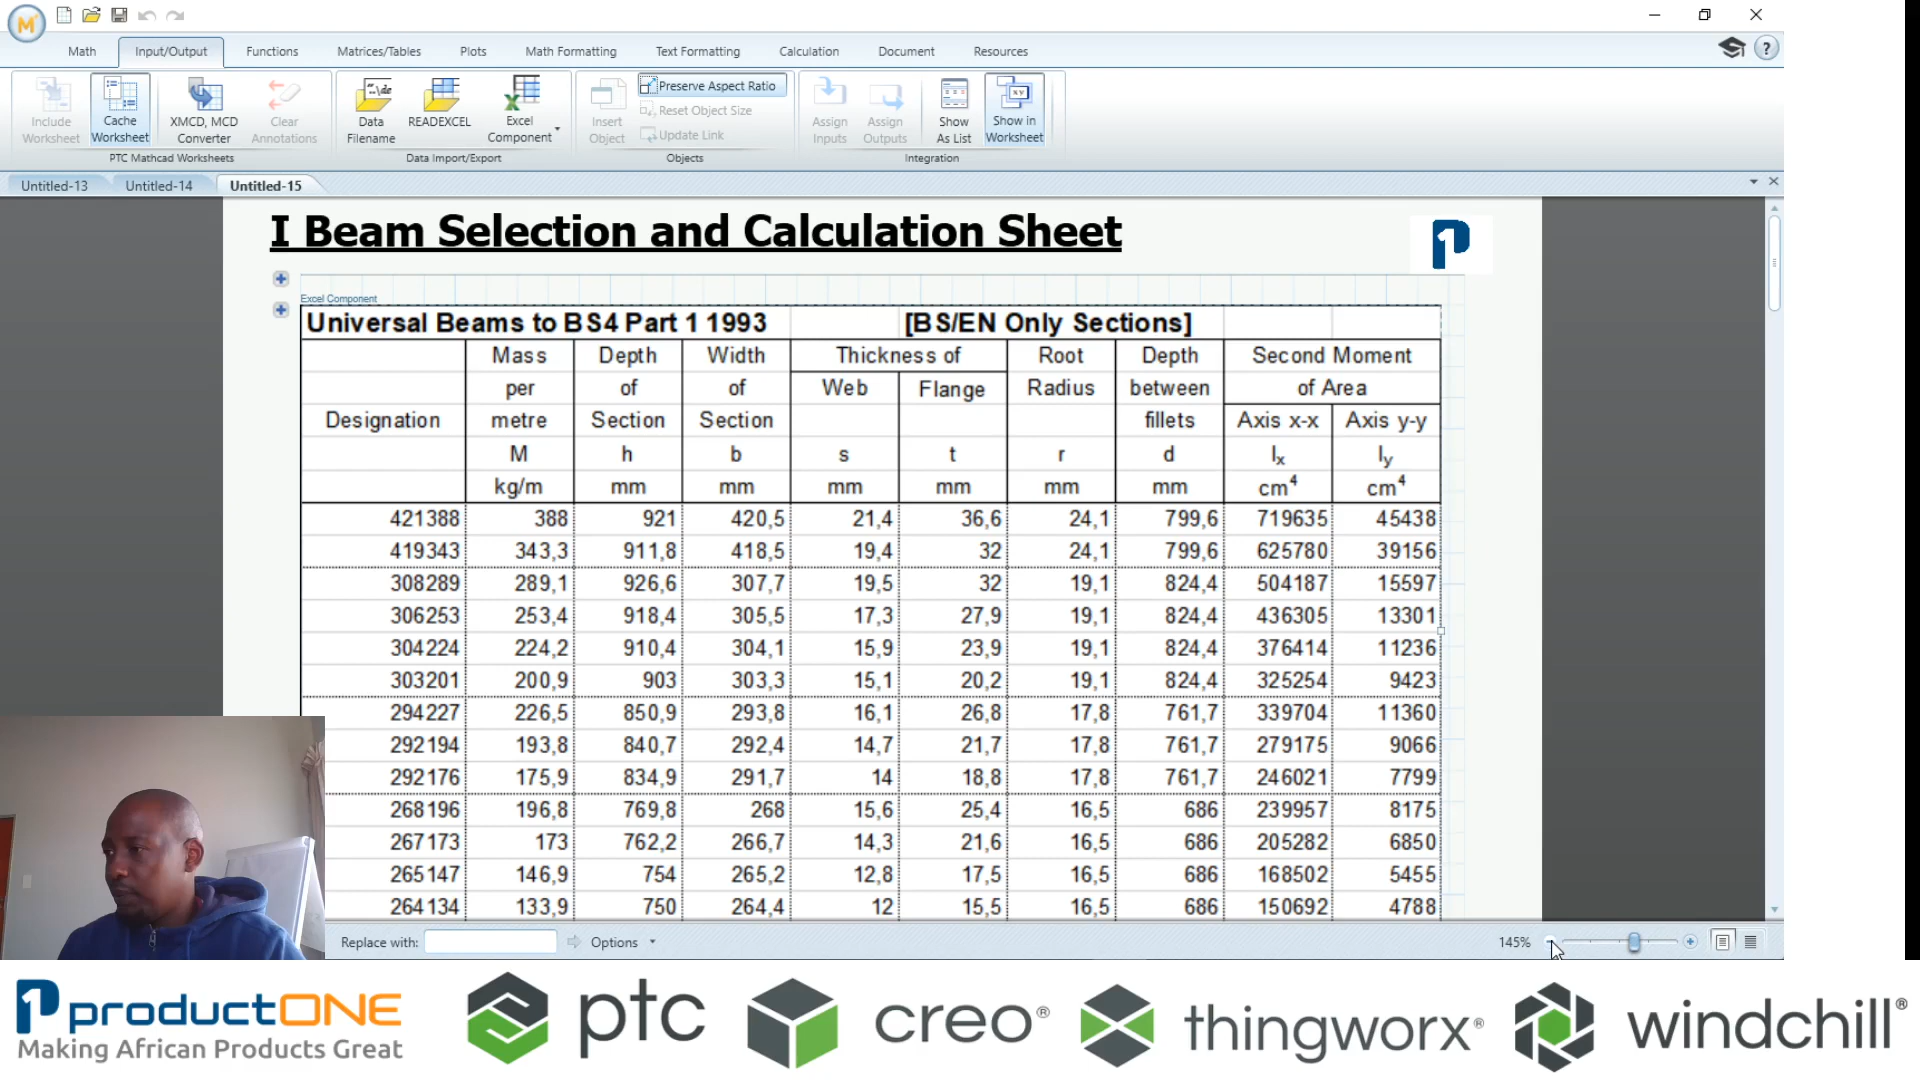 Math Input/Output Functions Matrices/Tables Plots Math Formatting Text Formatting Calculation Document Resources
Include Worksheet
Cache Worksheet
XMCD, MCD Converter
Clear Annotations
PTC Mathcad Worksheets
Data Filename
READEXCEL
Excel Component
Data Import/Export
Insert Object
Preserve Aspect Ratio
Reset Object Size
Update Link
Objects
Assign Inputs
Assign Outputs
Show As List
Show in Worksheet
Integration
Untitled-13 Untitled-14 Untitled-15
I Beam Selection and Calculation Sheet
Excel Component
Universal Beams to BS4 Part 1 1993 [BS/EN Only Sections]
Mass Depth Width Thickness of Root Depth Second Moment
per of of Web Flange Radius between of Area
Designation metre Section Section fillets Axis x-x Axis y-y
M h b s t r d Ix Iy
kg/m mm mm mm mm mm mm cm4 cm4
421388 388 921 420,5 21,4 36,6 24,1 799,6 719635 45438
419343 343,3 911,8 418,5 19,4 32 24,1 799,6 625780 39156
308289 289,1 926,6 307,7 19,5 32 19,1 824,4 504187 15597
306253 253,4 918,4 305,5 17,3 27,9 19,1 824,4 436305 13301
304224 224,2 910,4 304,1 15,9 23,9 19,1 824,4 376414 11236
303201 200,9 903 303,3 15,1 20,2 19,1 824,4 325254 9423
294227 226,5 850,9 293,8 16,1 26,8 17,8 761,7 339704 11360
292194 193,8 840,7 292,4 14,7 21,7 17,8 761,7 279175 9066
292176 175,9 834,9 291,7 14 18,8 17,8 761,7 246021 7799
268196 196,8 769,8 268 15,6 25,4 16,5 686 239957 8175
267173 173 762,2 266,7 14,3 21,6 16,5 686 205282 6850
265147 146,9 754 265,2 12,8 17,5 16,5 686 168502 5455
264134 133,9 750 264,4 12 15,5 16,5 686 150692 4788
Replace with: Options 145%
productONE ptc creo® thingworx® windchill®
Making African Products Great